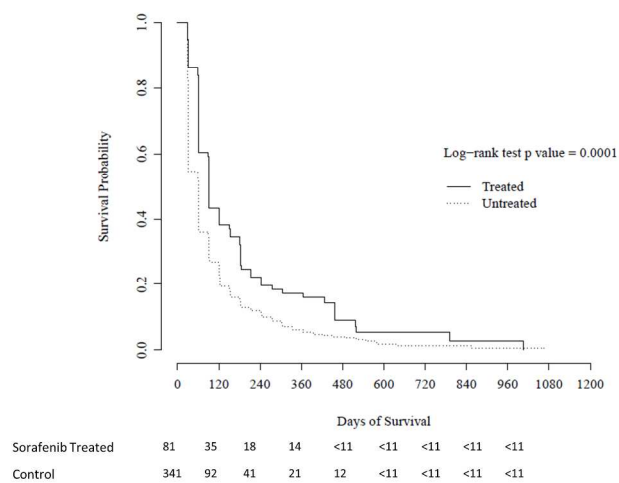 1.0
0.8
0.6
0.4
0.2
0.0
Survival Probability
Log−rank test p value = 0.0001
Treated
Untreated
0 120 240 360 480 600 720 840 960 1080 1200
Days of Survival
Sorafenib Treated 81 35 18 14 <11 <11 <11 <11 <11
Control 341 92 41 21 12 <11 <11 <11 <11